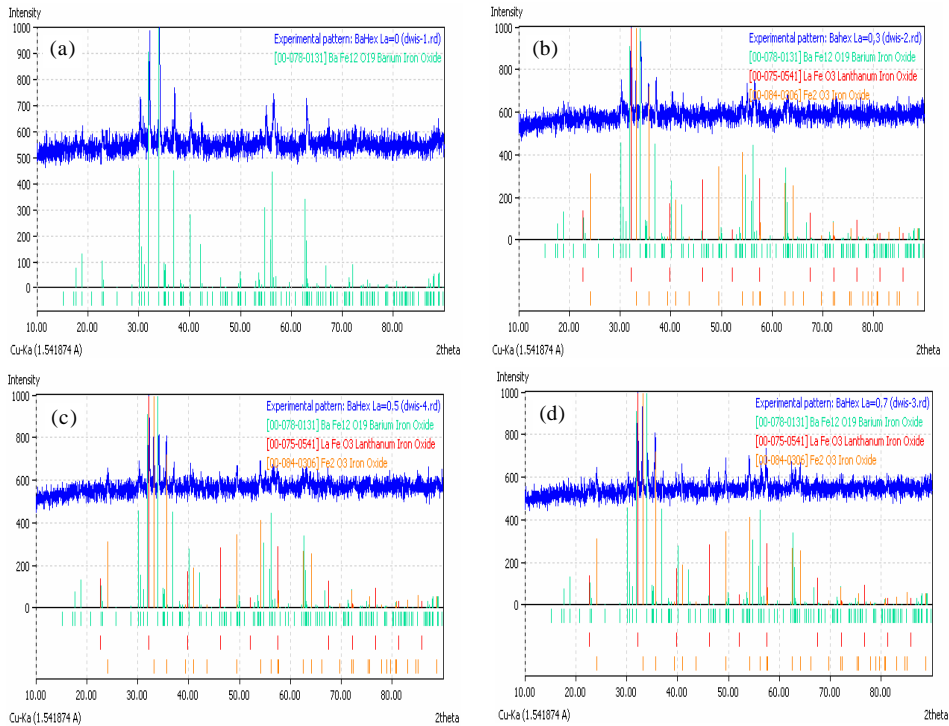 Intensity
(a)
Experimental pattern: BaHex La=0 (dwis-1.rd)
[00-078-0131] Ba Fe12 O19 Barium Iron Oxide
1000
900
800
700
600
500
400
300
200
100
0
10.00 20.00 30.00 40.00 50.00 60.00 70.00 80.00
Cu-Ka (1.541874 A) 2theta
Intensity
(b)
Experimental pattern: Bahex La=0,3 (dwis-2.rd)
[00-078-0131] Ba Fe12 O19 Barium Iron Oxide
[00-075-0541] La Fe O3 Lanthanum Iron Oxide
[00-084-0306] Fe2 O3 Iron Oxide
1000
800
600
400
200
0
10.00 20.00 30.00 40.00 50.00 60.00 70.00 80.00
Cu-Ka (1.541874 A) 2theta
Intensity
(c)
Experimental pattern: BaHex La=0.5 (dwis-4.rd)
[00-078-0131] Ba Fe12 O19 Barium Iron Oxide
[00-075-0541] La Fe O3 Lanthanum Iron Oxide
[00-084-0306] Fe2 O3 Iron Oxide
1000
800
600
400
200
0
10.00 20.00 30.00 40.00 50.00 60.00 70.00 80.00
Cu-Ka (1.541874 A) 2theta
Intensity
(d)
Experimental pattern: BaHex La=0.7 (dwis-3.rd)
[00-078-0131] Ba Fe12 O19 Barium Iron Oxide
[00-075-0541] La Fe O3 Lanthanum Iron Oxide
[00-084-0306] Fe2 O3 Iron Oxide
1000
800
600
400
200
0
10.00 20.00 30.00 40.00 50.00 60.00 70.00 80.00
Cu-Ka (1.541874 A) 2theta